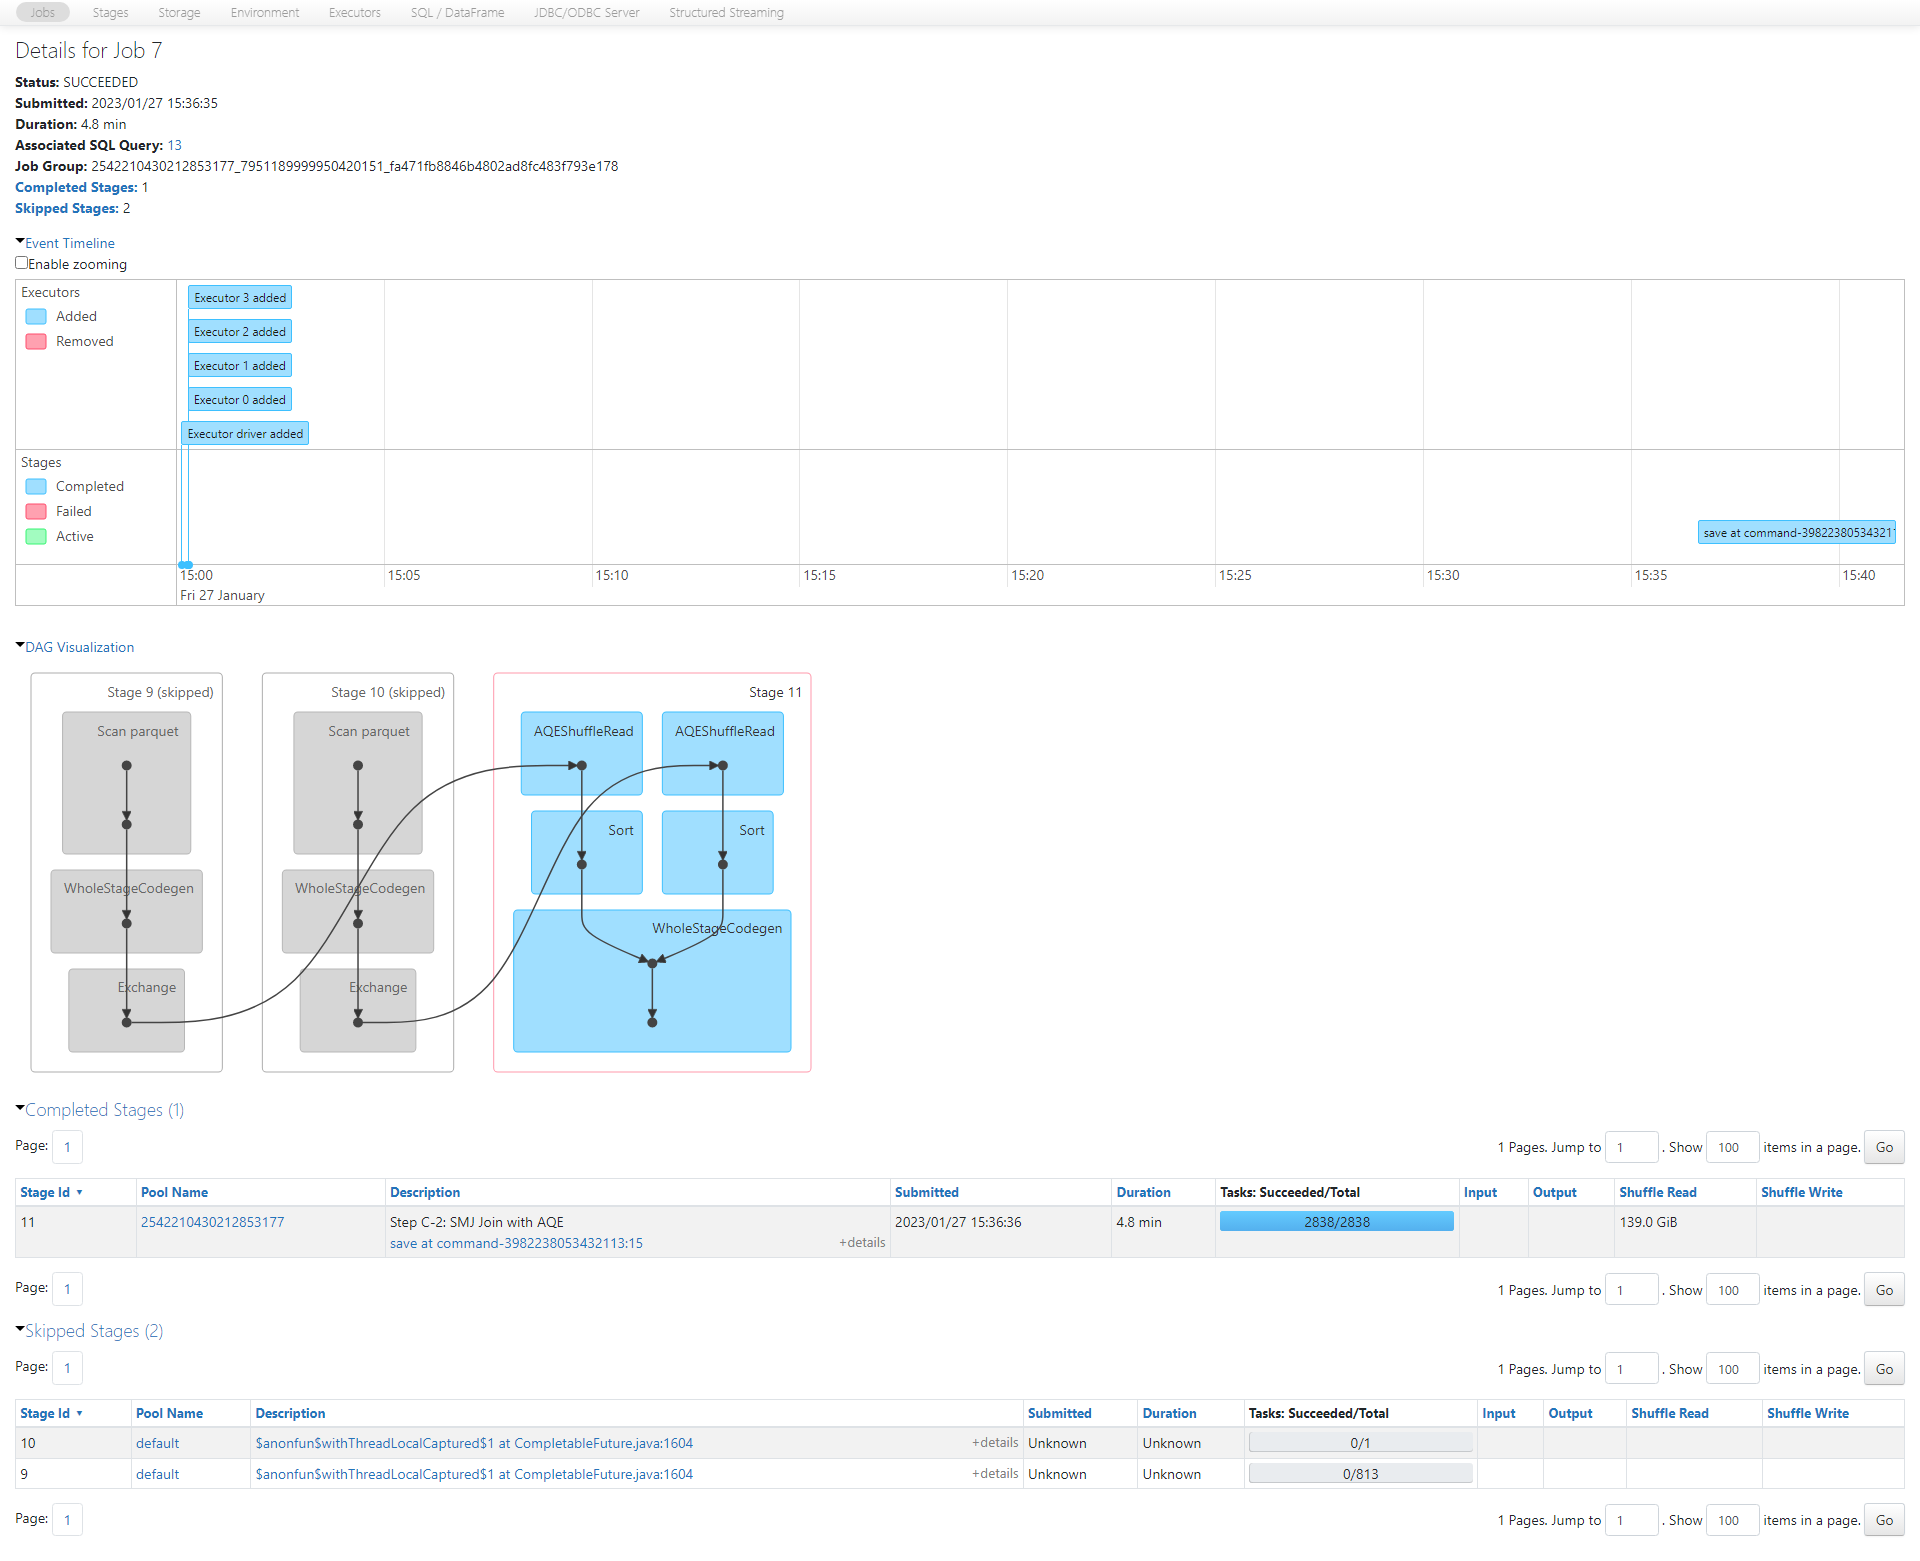 Jobs Stages Storage Environment Executors SQL / DataFrame JDBC/ODBC Server Structured Streaming
Details for Job 7
Status: SUCCEEDED
Submitted: 2023/01/27 15:36:35
Duration: 4.8 min
Associated SQL Query: 13
Job Group: 2542210430212853177_7951189999950420151_fa471fb8846b4802ad8fc483f793e178
Completed Stages: 1
Skipped Stages: 2
Event Timeline
Enable zooming
Executors
Added
Removed
Executor 3 added
Executor 2 added
Executor 1 added
Executor 0 added
Executor driver added
Stages
Completed
Failed
Active
save at command-398223805343211
15:00 15:05 15:10 15:15 15:20 15:25 15:30 15:35 15:40
Fri 27 January
DAG Visualization
Stage 9 (skipped)
Scan parquet
WholeStageCodegen
Exchange
Stage 10 (skipped)
Scan parquet
WholeStageCodegen
Exchange
Stage 11
AQEShuffleRead AQEShuffleRead
Sort Sort
WholeStageCodegen
Completed Stages (1)
Page: 1 1 Pages. Jump to 1 . Show 100 items in a page. Go
Stage Id Pool Name Description Submitted Duration Tasks: Succeeded/Total Input Output Shuffle Read Shuffle Write
11 2542210430212853177 Step C-2: SMJ Join with AQE 2023/01/27 15:36:36 4.8 min 2838/2838 139.0 GiB
save at command-3982238053432113:15 +details
Page: 1 1 Pages. Jump to 1 . Show 100 items in a page. Go
Skipped Stages (2)
Page: 1 1 Pages. Jump to 1 . Show 100 items in a page. Go
Stage Id Pool Name Description Submitted Duration Tasks: Succeeded/Total Input Output Shuffle Read Shuffle Write
10 default $anonfun$withThreadLocalCaptured$1 at CompletableFuture.java:1604 +details Unknown Unknown 0/1
9 default $anonfun$withThreadLocalCaptured$1 at CompletableFuture.java:1604 +details Unknown Unknown 0/813
Page: 1 1 Pages. Jump to 1 . Show 100 items in a page. Go